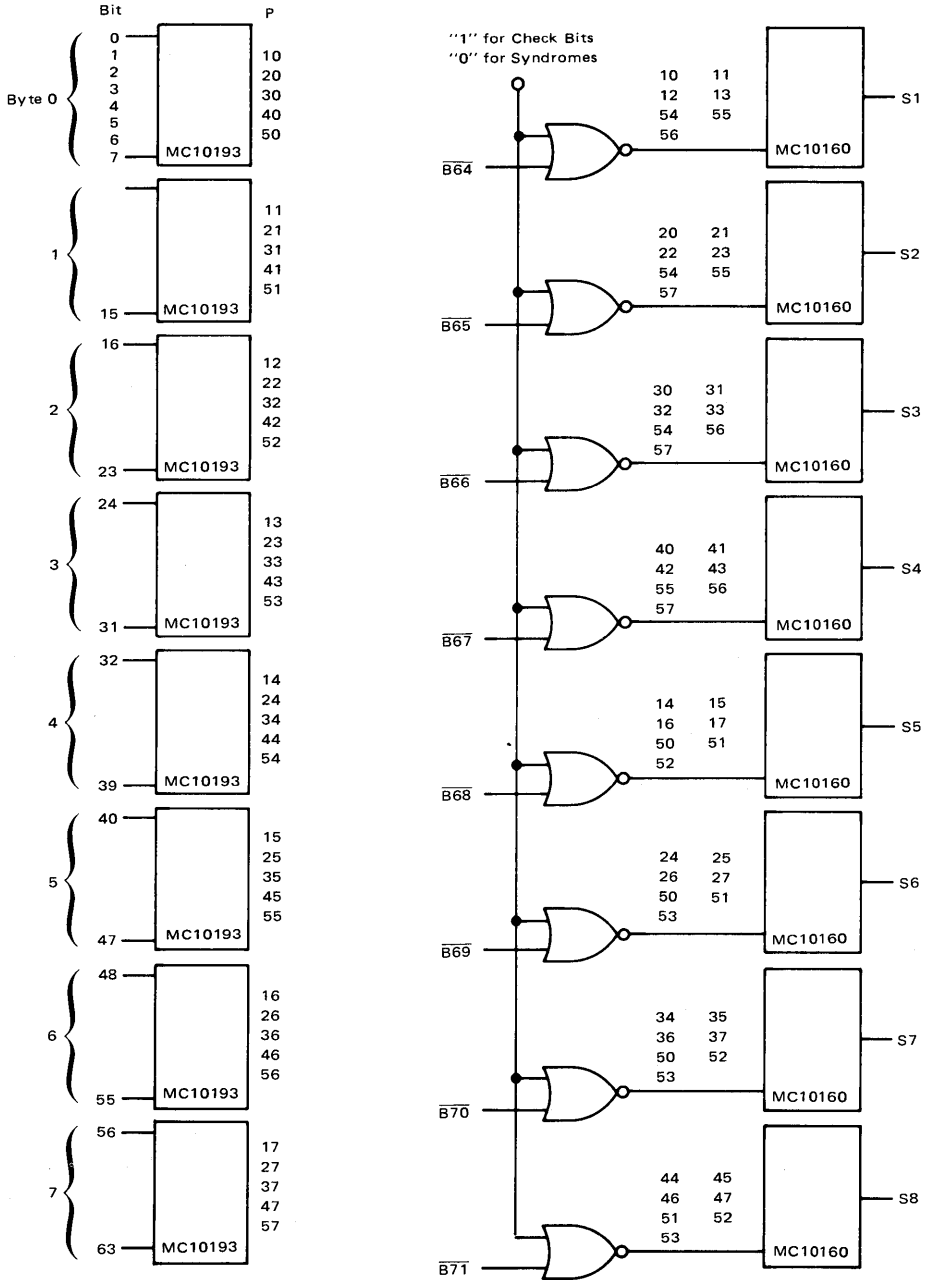 Bit
P
Byte 0
0
1
2
3
4
5
6
7
MC10193
10
20
30
40
50
1
15
MC10193
11
21
31
41
51
2
16
23
MC10193
12
22
32
42
52
3
24
31
MC10193
13
23
33
43
53
4
32
39
MC10193
14
24
34
44
54
5
40
47
MC10193
15
25
35
45
55
6
48
55
MC10193
16
26
36
46
56
7
56
63
MC10193
17
27
37
47
57
"1" for Check Bits
"0" for Syndromes
B64
10 11
12 13
54 55
56
MC10160
S1
B65
20 21
22 23
54 55
57
MC10160
S2
B66
30 31
32 33
54 56
57
MC10160
S3
B67
40 41
42 43
55 56
57
MC10160
S4
B68
14 15
16 17
50 51
52
MC10160
S5
B69
24 25
26 27
50 51
53
MC10160
S6
B70
34 35
36 37
50 52
53
MC10160
S7
B71
44 45
46 47
51 52
53
MC10160
S8